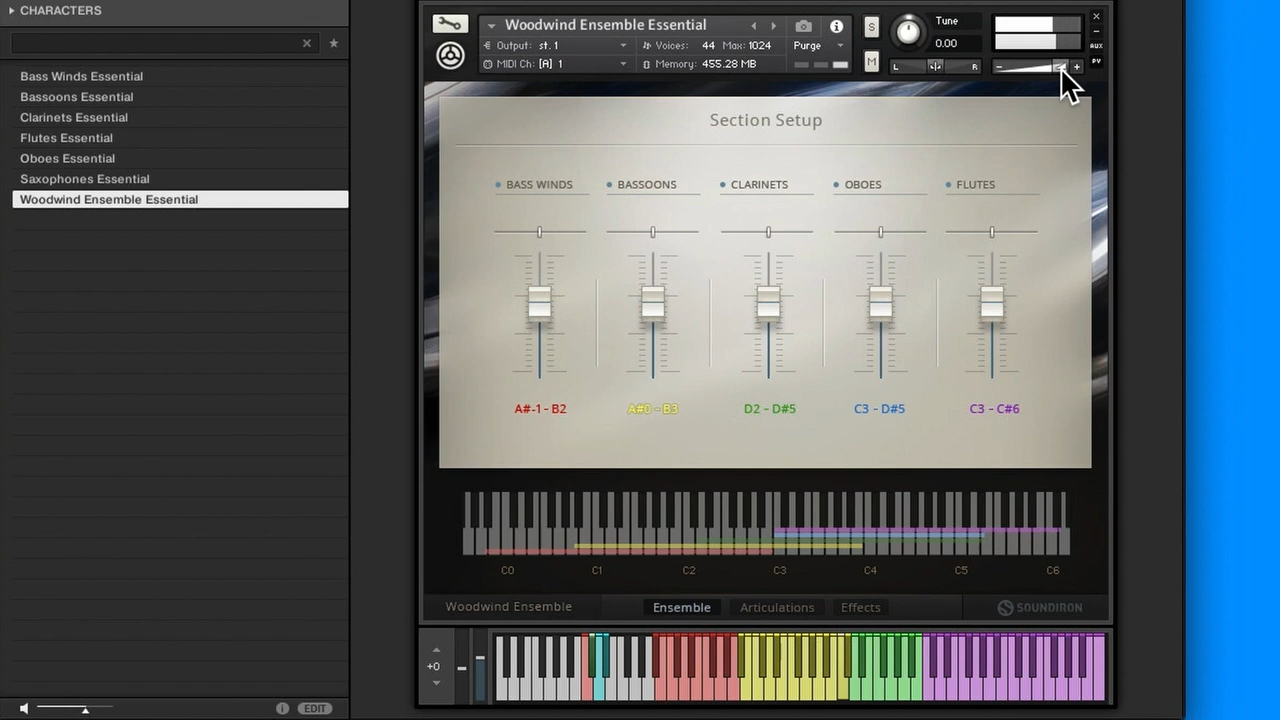 CHARACTERS
Bass Winds Essential
Bassoons Essential
Clarinets Essential
Flutes Essential
Oboes Essential
Saxophones Essential
Woodwind Ensemble Essential
EDIT
Woodwind Ensemble Essential
Output: st. 1
Voices: 44 Max: 1024
Purge
MIDI Ch: [A] 1
Memory: 455.28 MB
S
M
Tune
0.00
L R
AUX
PV
Section Setup
BASS WINDS BASSOONS CLARINETS OBOES FLUTES
A#-1 - B2 A#0 - B3 D2 - D#5 C3 - D#5 C3 - C#6
C0 C1 C2 C3 C4 C5 C6
Woodwind Ensemble Ensemble Articulations Effects SOUNDIRON
+0